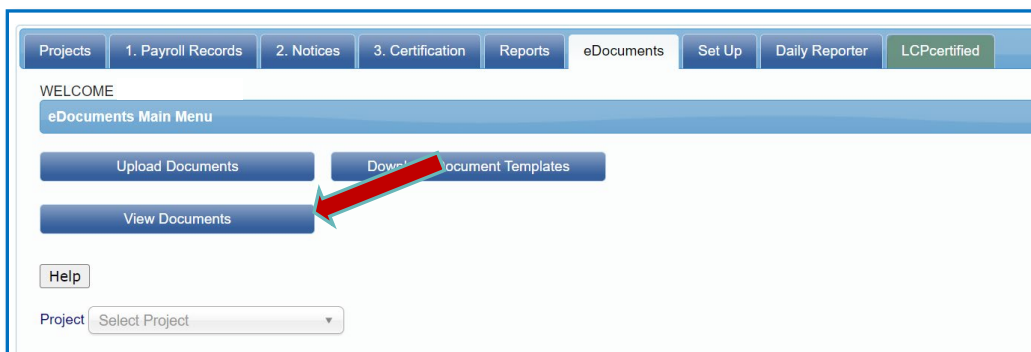 Projects 1. Payroll Records 2. Notices 3. Certification Reports eDocuments Set Up Daily Reporter LCPcertified
WELCOME
eDocuments Main Menu
Upload Documents Document Templates
View Documents
Help
Project Select Project